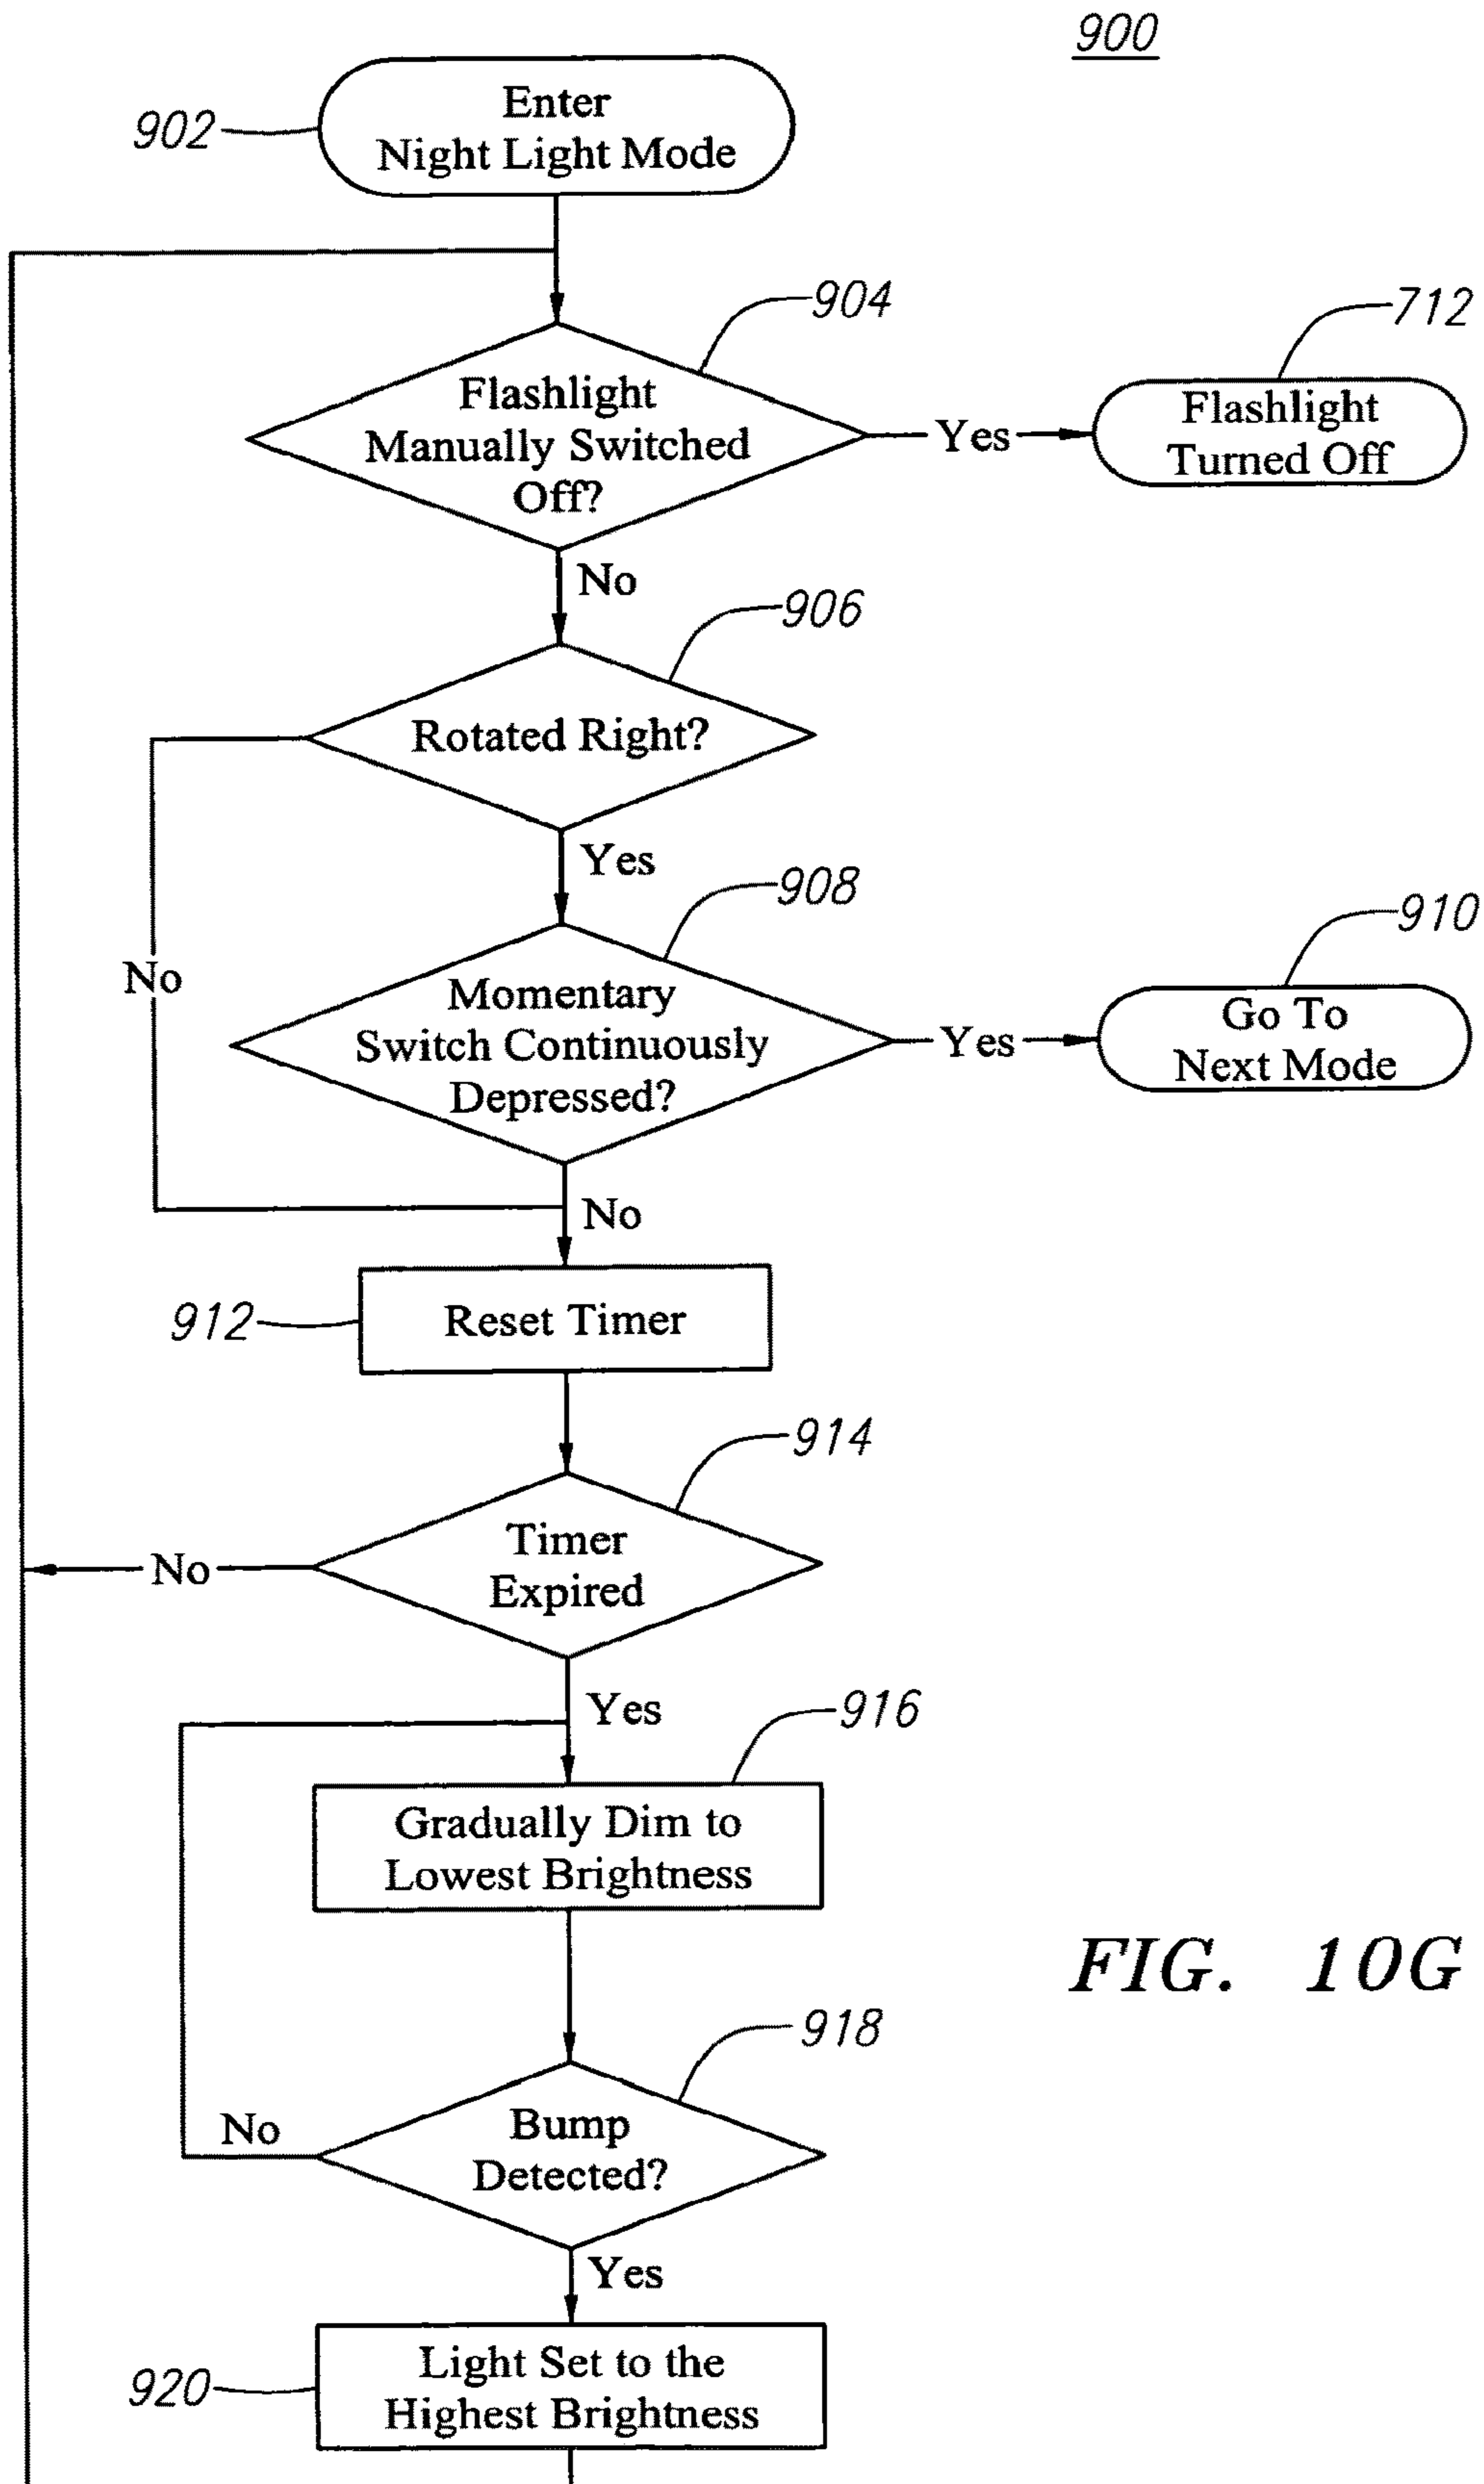 900
Enter
902
Night Light Mode
904
712
Flashlight
Manually Switched
Off?
Yes
Flashlight
Turned Off
No
906
Rotated Right?
Yes
908
910
No
Momentary
Switch Continuously
Depressed?
Yes
Go To
Next Mode
No
912
Reset Timer
914
Timer
Expired
No
Yes
916
Gradually Dim to
Lowest Brightness
FIG. 10G
918
Bump
Detected?
No
Yes
920
Light Set to the
Highest Brightness